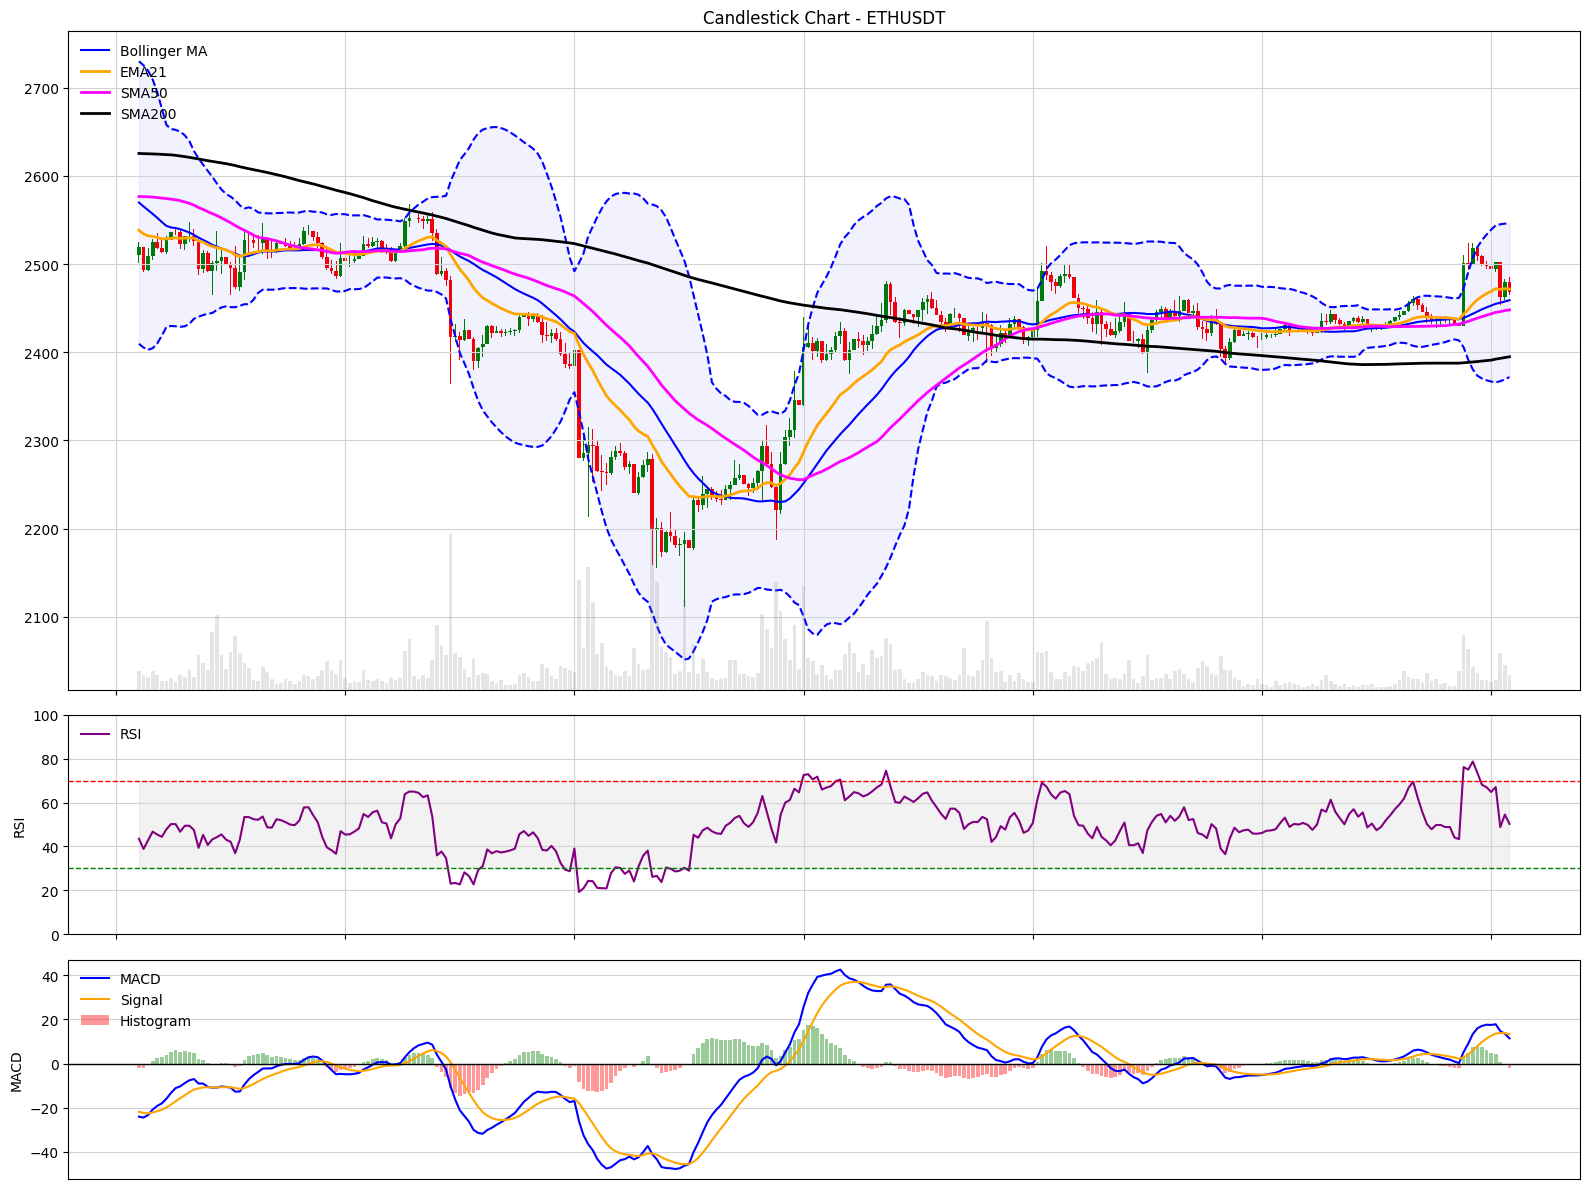 Candlestick Chart - ETHUSDT
Bollinger MA
EMA21
SMA50
SMA200
2700
2600
2500
2400
2300
2200
2100
RSI
RSI
100
80
60
40
20
0
MACD
Signal
Histogram
MACD
40
20
0
−20
−40